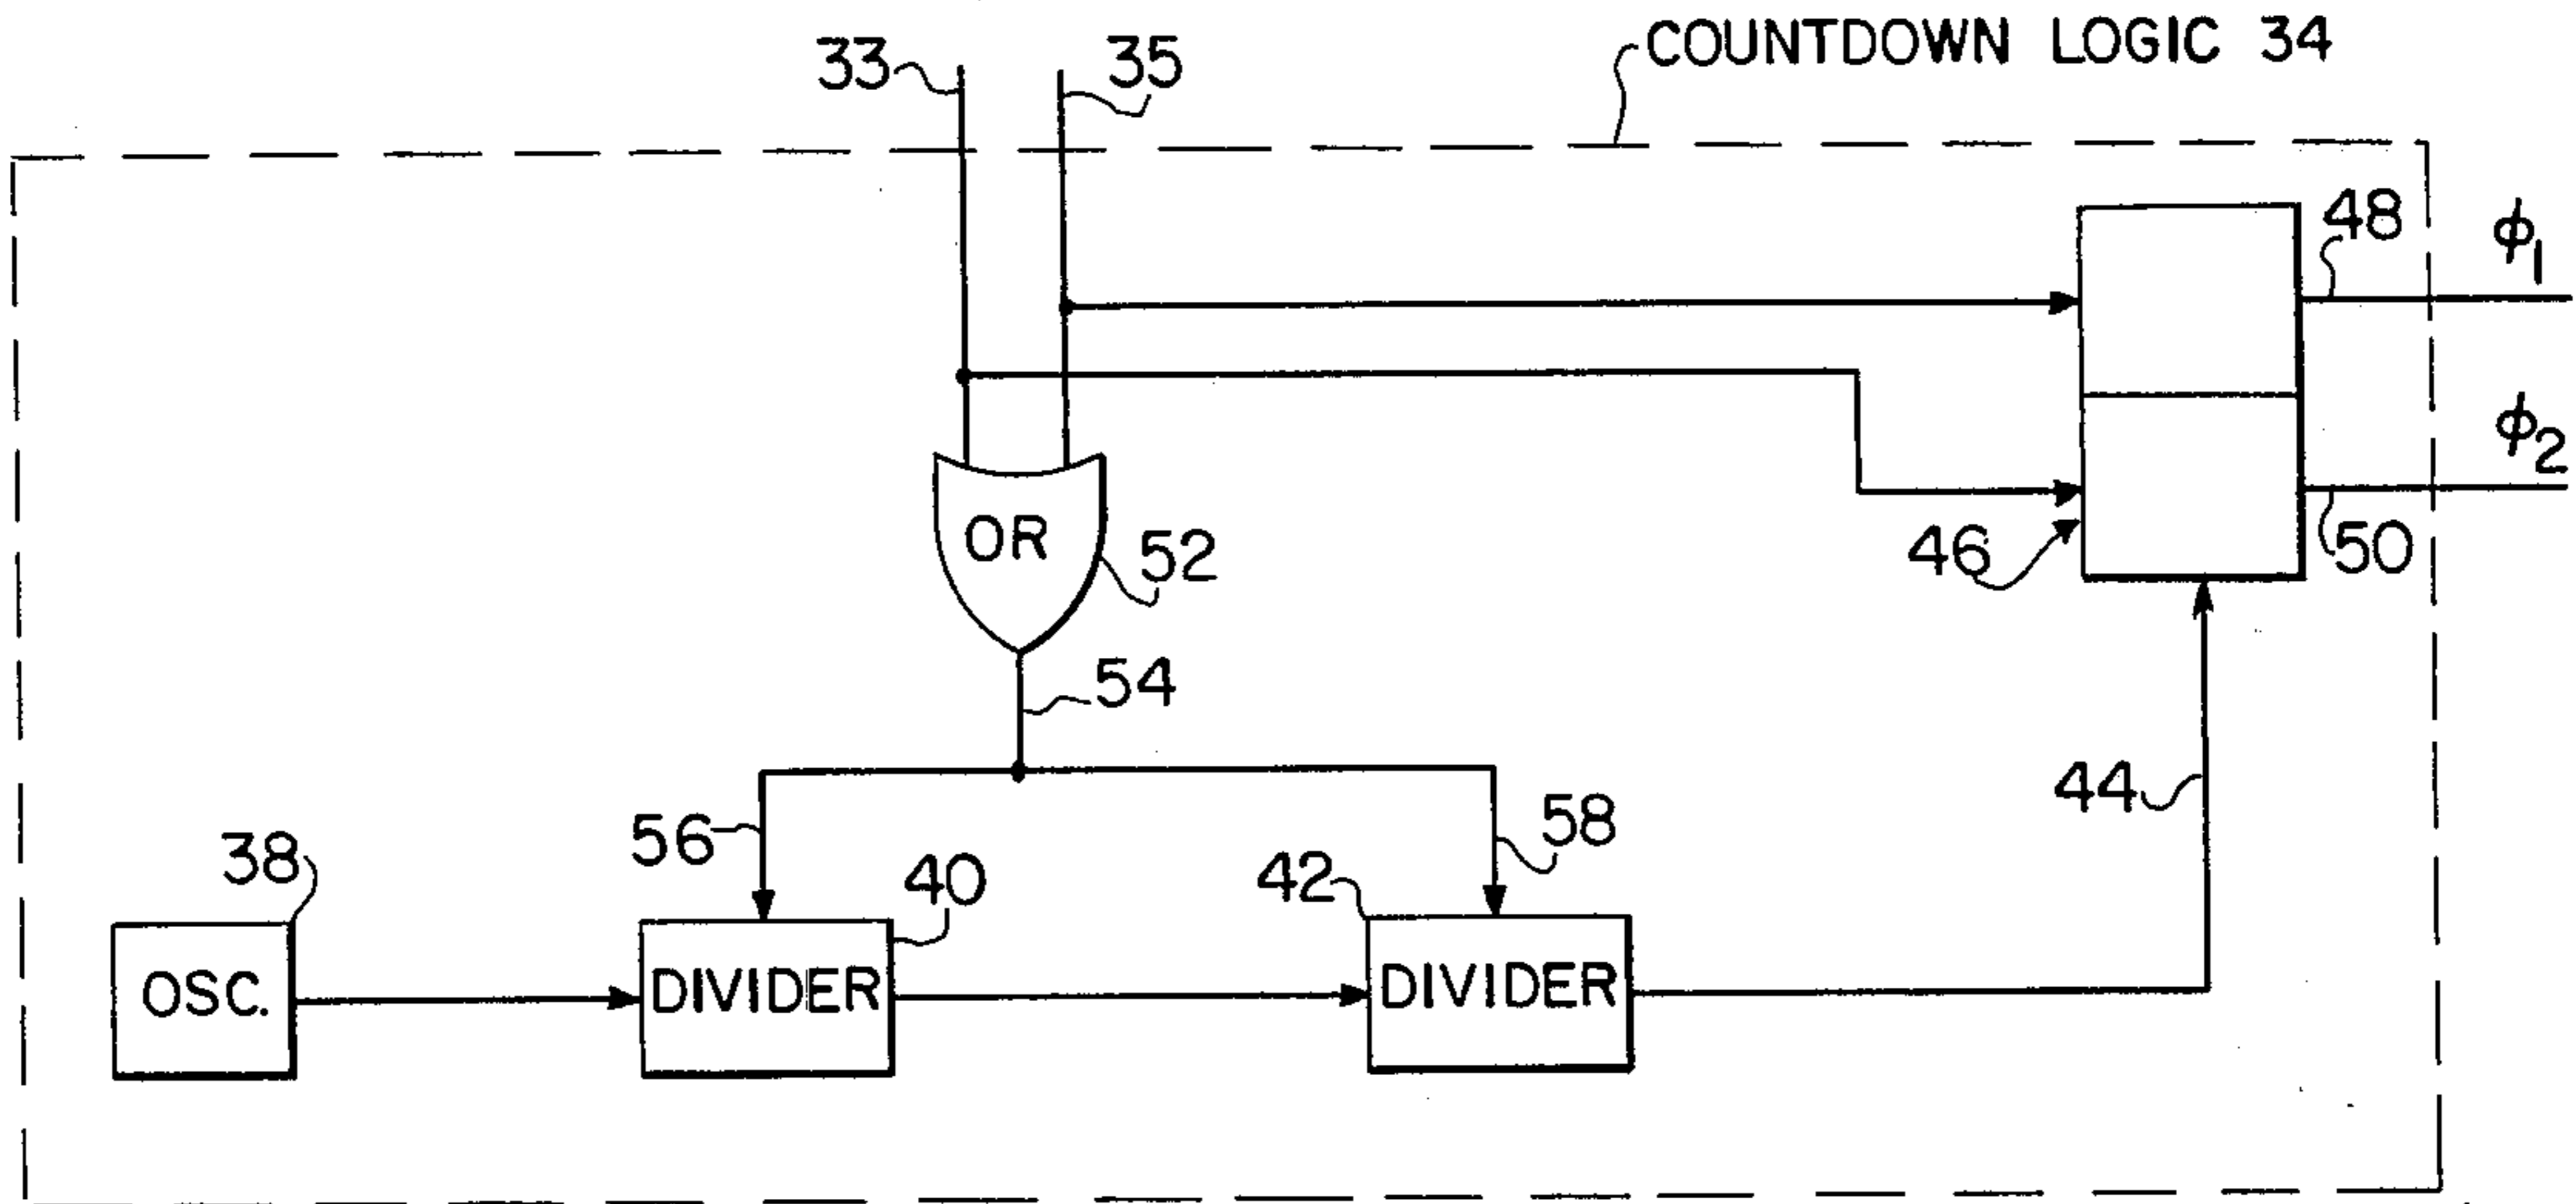 COUNTDOWN LOGIC 34
33
35
48
ϕ1
ϕ2
OR
52
46
50
54
44
56
58
38
40
42
OSC.
DIVIDER
DIVIDER